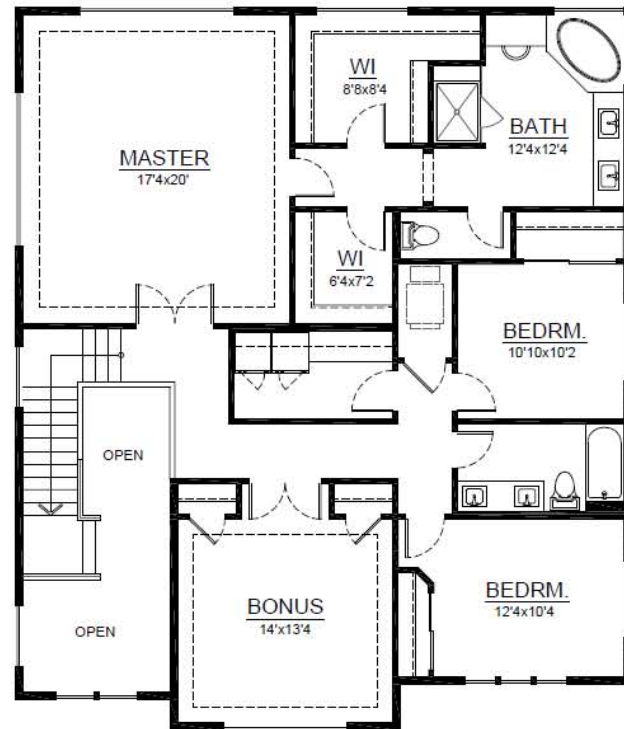 WI
8'8x8'4
BATH
12'4x12'4
MASTER
17'4x20'
WI
6'4x7'2
BEDRM.
10'10x10'2
OPEN
BEDRM.
12'4x10'4
BONUS
14'x13'4
OPEN